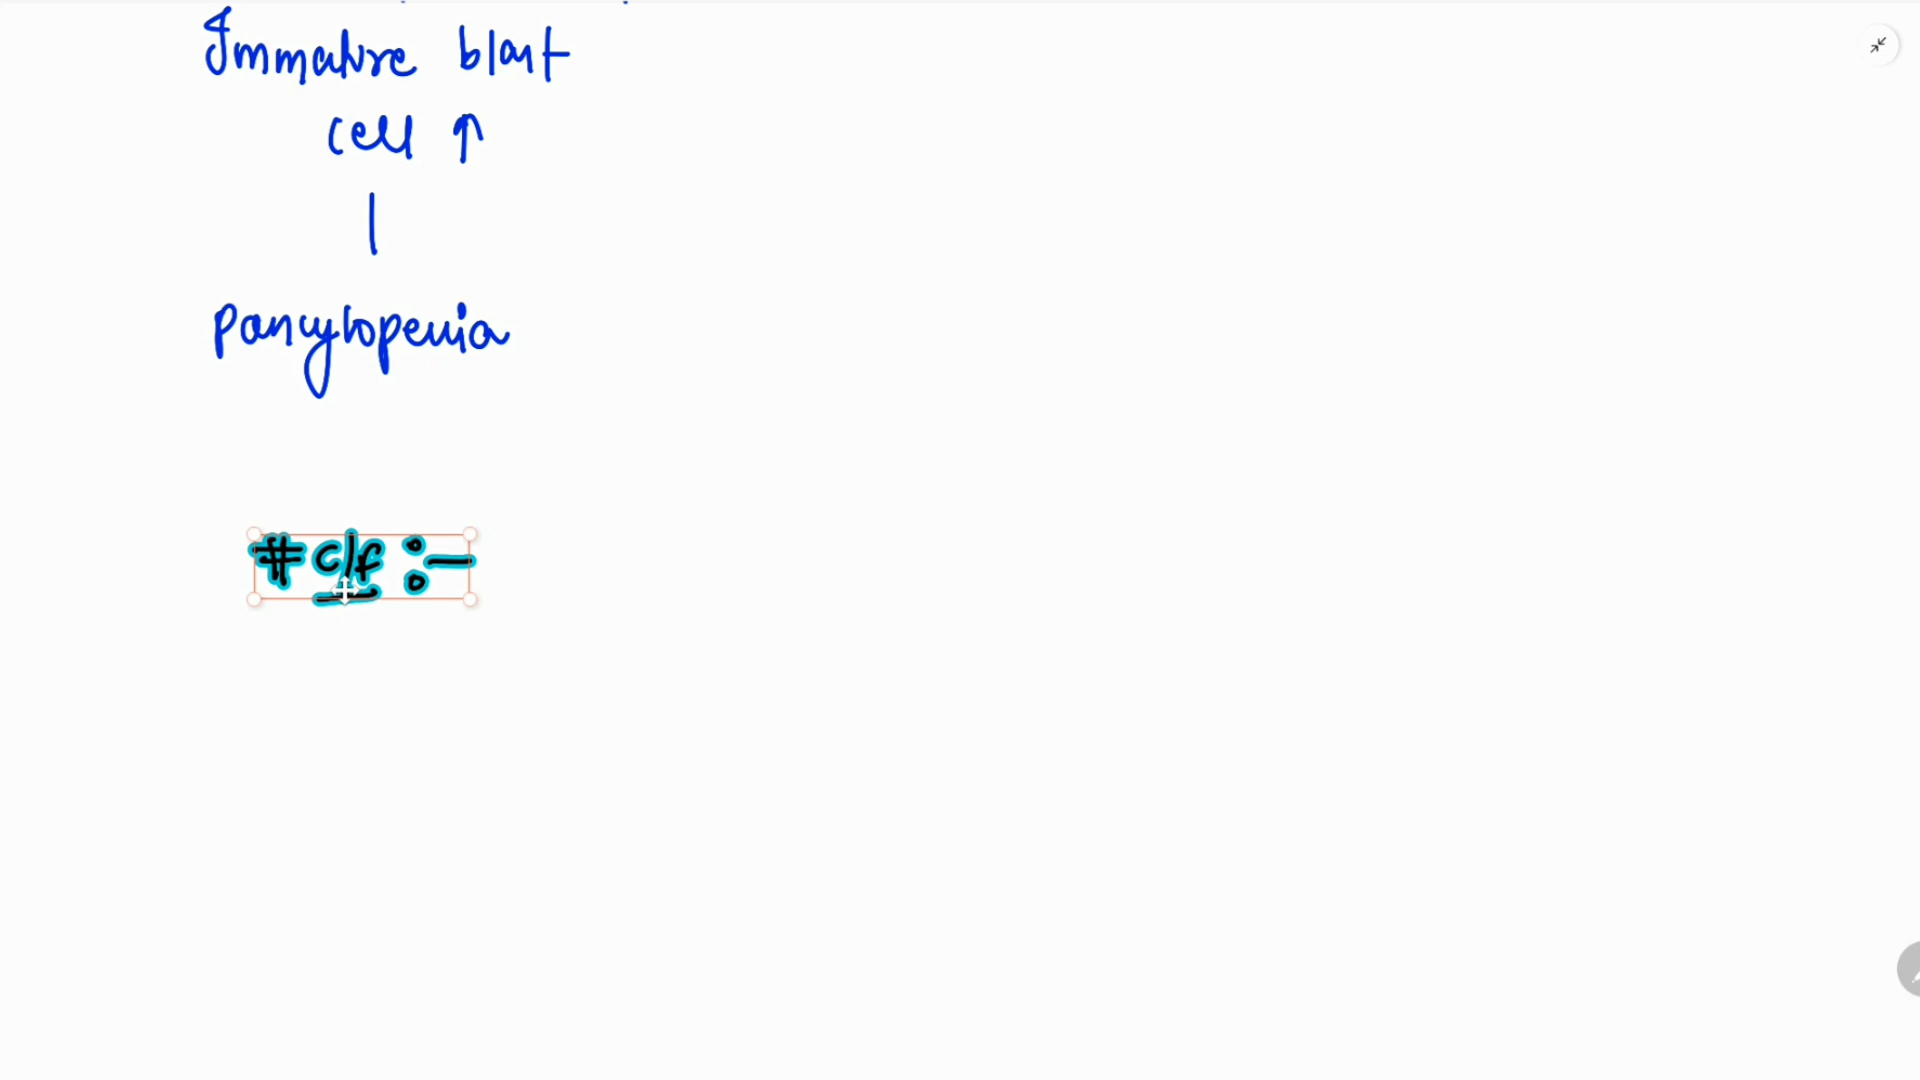 Immature blast
cell ↑
|
pancytopenia
# c/f :-